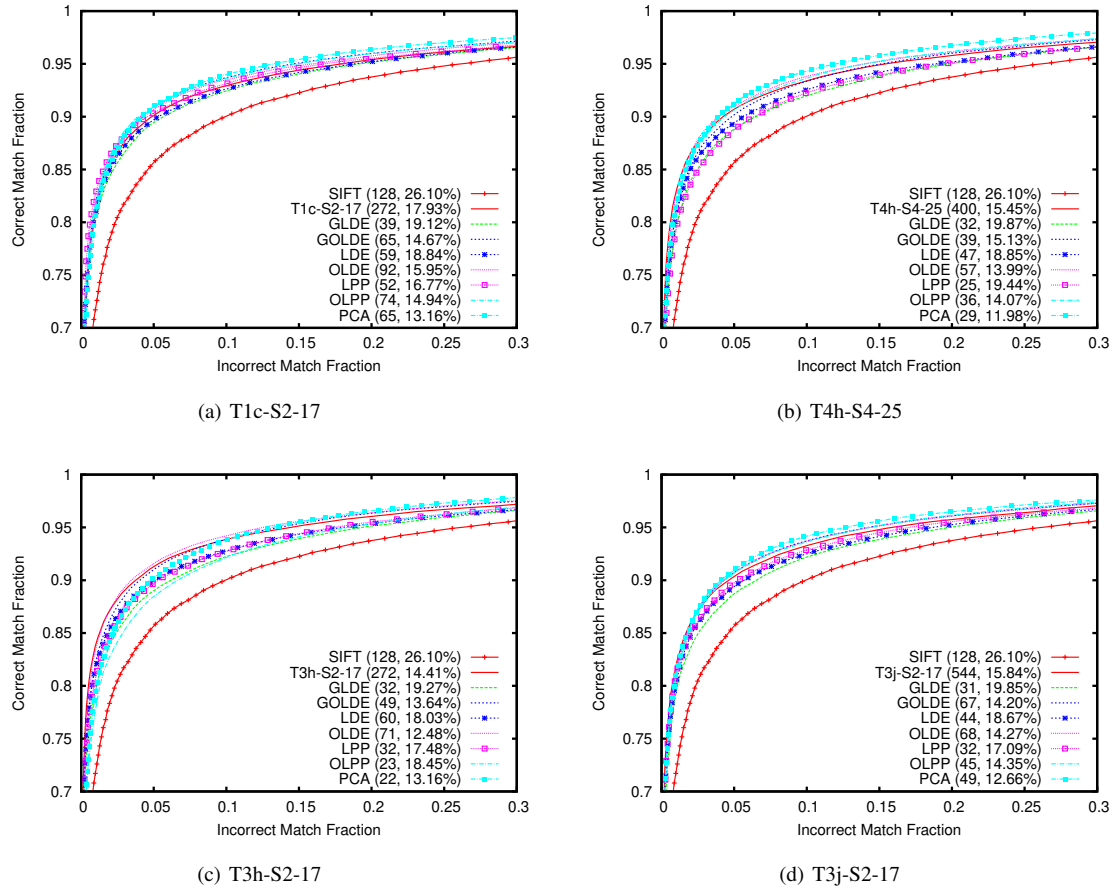 1
0.95
0.9
0.85
0.8
0.75
0.7
0
0.05
0.1
0.15
0.2
0.25
0.3
Correct Match Fraction
Incorrect Match Fraction
SIFT (128, 26.10%)
T1c-S2-17 (272, 17.93%)
GLDE (39, 19.12%)
GOLDE (65, 14.67%)
LDE (59, 18.84%)
OLDE (92, 15.95%)
LPP (52, 16.77%)
OLPP (74, 14.94%)
PCA (65, 13.16%)
(a) T1c-S2-17
1
0.95
0.9
0.85
0.8
0.75
0.7
0
0.05
0.1
0.15
0.2
0.25
0.3
Correct Match Fraction
Incorrect Match Fraction
SIFT (128, 26.10%)
T4h-S4-25 (400, 15.45%)
GLDE (32, 19.87%)
GOLDE (39, 15.13%)
LDE (47, 18.85%)
OLDE (57, 13.99%)
LPP (25, 19.44%)
OLPP (36, 14.07%)
PCA (29, 11.98%)
(b) T4h-S4-25
1
0.95
0.9
0.85
0.8
0.75
0.7
0
0.05
0.1
0.15
0.2
0.25
0.3
Correct Match Fraction
Incorrect Match Fraction
SIFT (128, 26.10%)
T3h-S2-17 (272, 14.41%)
GLDE (32, 19.27%)
GOLDE (49, 13.64%)
LDE (60, 18.03%)
OLDE (71, 12.48%)
LPP (32, 17.48%)
OLPP (23, 18.45%)
PCA (22, 13.16%)
(c) T3h-S2-17
1
0.95
0.9
0.85
0.8
0.75
0.7
0
0.05
0.1
0.15
0.2
0.25
0.3
Correct Match Fraction
Incorrect Match Fraction
SIFT (128, 26.10%)
T3j-S2-17 (544, 15.84%)
GLDE (31, 19.85%)
GOLDE (67, 14.20%)
LDE (44, 18.67%)
OLDE (68, 14.27%)
LPP (32, 17.09%)
OLPP (45, 14.35%)
PCA (49, 12.66%)
(d) T3j-S2-17